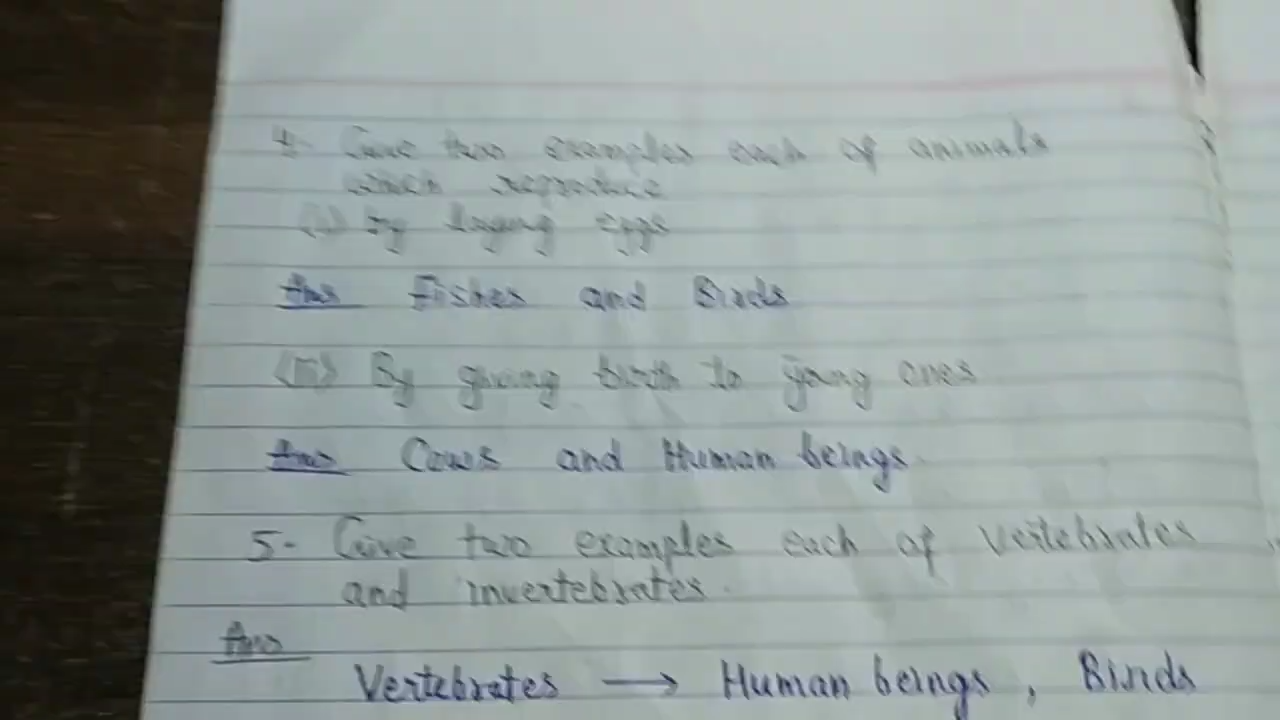 4- Give two examples each of animals
which reproduce
(i) By laying eggs
Ans Fishes and Birds
(ii) By giving birth to young ones
Ans Cows and Human beings.
5- Give two examples each of vertebrates
and invertebrates.
Ans
Vertebrates → Human beings, Birds